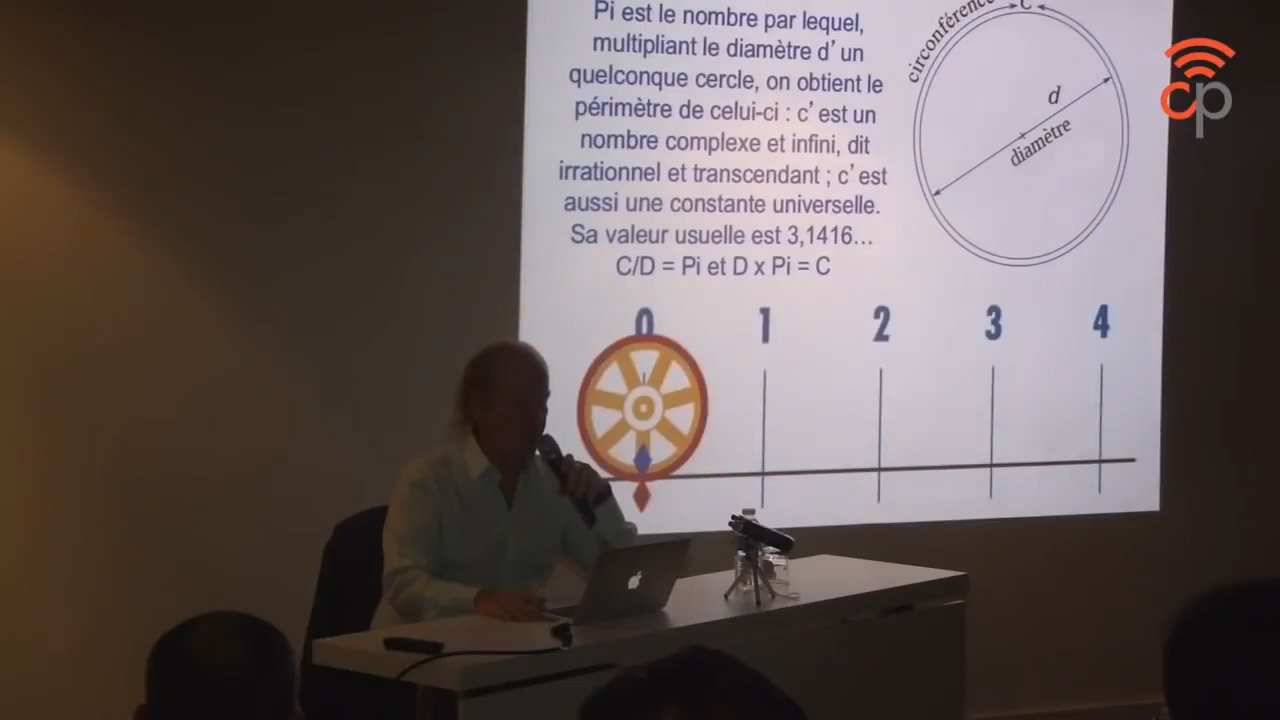 Pi est le nombre par lequel,
multipliant le diamètre d'un
quelconque cercle, on obtient le
périmètre de celui-ci : c'est un
nombre complexe et infini, dit
irrationnel et transcendant ; c'est
aussi une constante universelle.
Sa valeur usuelle est 3,1416...
C/D = Pi et D x Pi = C
circonférence
C
d
diamètre
cp
0 1 2 3 4